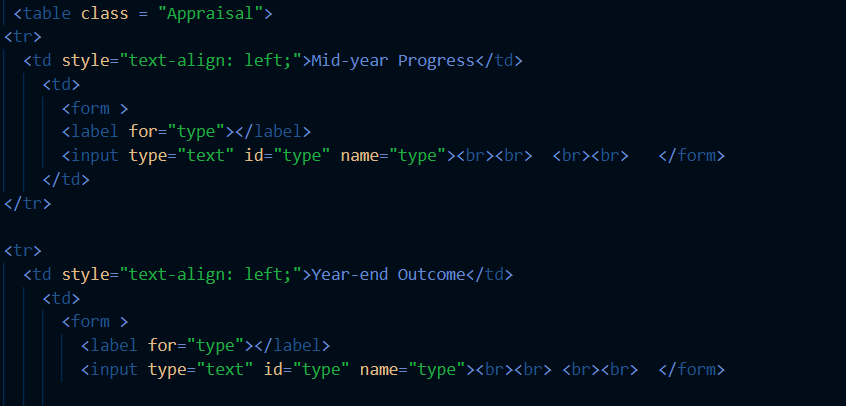 <table class = "Appraisal">
<tr>
<td style="text-align: left;">Mid-year Progress</td>
<td>
<form >
<label for="type"></label>
<input type="text" id="type" name="type"><br><br>  <br><br>   </form>
</td>
</tr>
<tr>
<td style="text-align: left;">Year-end Outcome</td>
<td>
<form >
<label for="type"></label>
<input type="text" id="type" name="type"><br><br> <br><br>  </form>